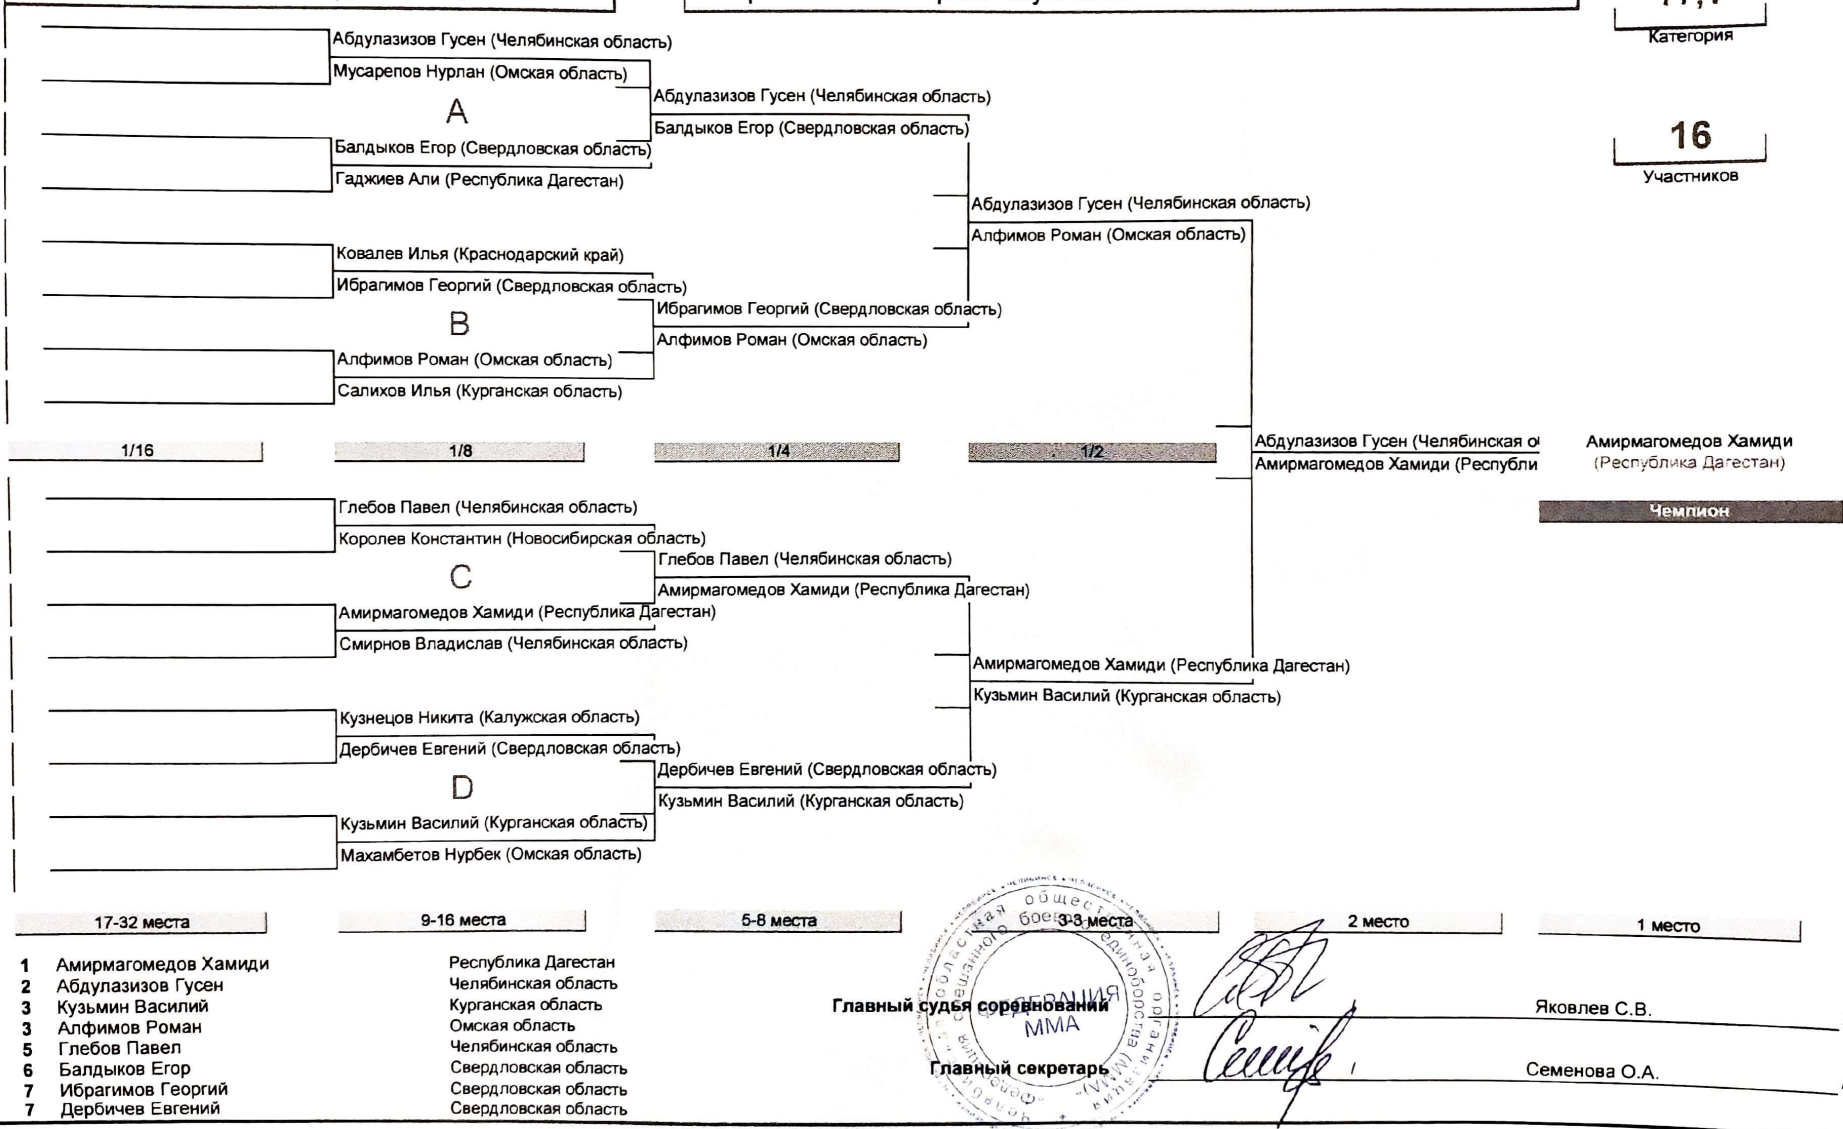 Категория
16
Участников
Абдулазизов Гусен (Челябинская область)
Мусарепов Нурлан (Омская область)
A
Балдыков Егор (Свердловская область)
Гаджиев Али (Республика Дагестан)
Ковалев Илья (Краснодарский край)
Ибрагимов Георгий (Свердловская область)
B
Алфимов Роман (Омская область)
Салихов Илья (Курганская область)
Абдулазизов Гусен (Челябинская область)
Балдыков Егор (Свердловская область)
Ибрагимов Георгий (Свердловская область)
Алфимов Роман (Омская область)
Абдулазизов Гусен (Челябинская область)
Алфимов Роман (Омская область)
1/16 1/8 1/4 1/2
Абдулазизов Гусен (Челябинская о
Амирмагомедов Хамиди (Республи
Амирмагомедов Хамиди
(Республика Дагестан)
Чемпион
Глебов Павел (Челябинская область)
Королев Константин (Новосибирская область)
C
Амирмагомедов Хамиди (Республика Дагестан)
Смирнов Владислав (Челябинская область)
Кузнецов Никита (Калужская область)
Дербичев Евгений (Свердловская область)
D
Кузьмин Василий (Курганская область)
Махамбетов Нурбек (Омская область)
Глебов Павел (Челябинская область)
Амирмагомедов Хамиди (Республика Дагестан)
Дербичев Евгений (Свердловская область)
Кузьмин Василий (Курганская область)
Амирмагомедов Хамиди (Республика Дагестан)
Кузьмин Василий (Курганская область)
17-32 места 9-16 места 5-8 места 3-3 места 2 место 1 место
1 Амирмагомедов Хамиди Республика Дагестан
2 Абдулазизов Гусен Челябинская область
3 Кузьмин Василий Курганская область
3 Алфимов Роман Омская область
5 Глебов Павел Челябинская область
6 Балдыков Егор Свердловская область
7 Ибрагимов Георгий Свердловская область
7 Дербичев Евгений Свердловская область
Главный судья соревнований Яковлев С.В.
Главный секретарь Семенова О.А.
ФЕДЕРАЦИЯ
ММА